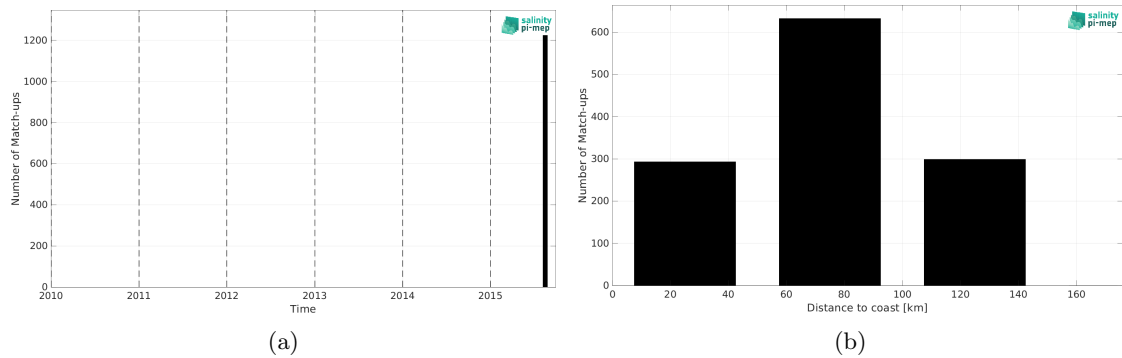 salinity
pi-mep
1200
1000
800
600
400
200
0
Number of Match-ups
2010 2011 2012 2013 2014 2015
Time
(a)
salinity
pi-mep
600
500
400
300
200
100
0
Number of Match-ups
0 20 40 60 80 100 120 140 160
Distance to coast [km]
(b)